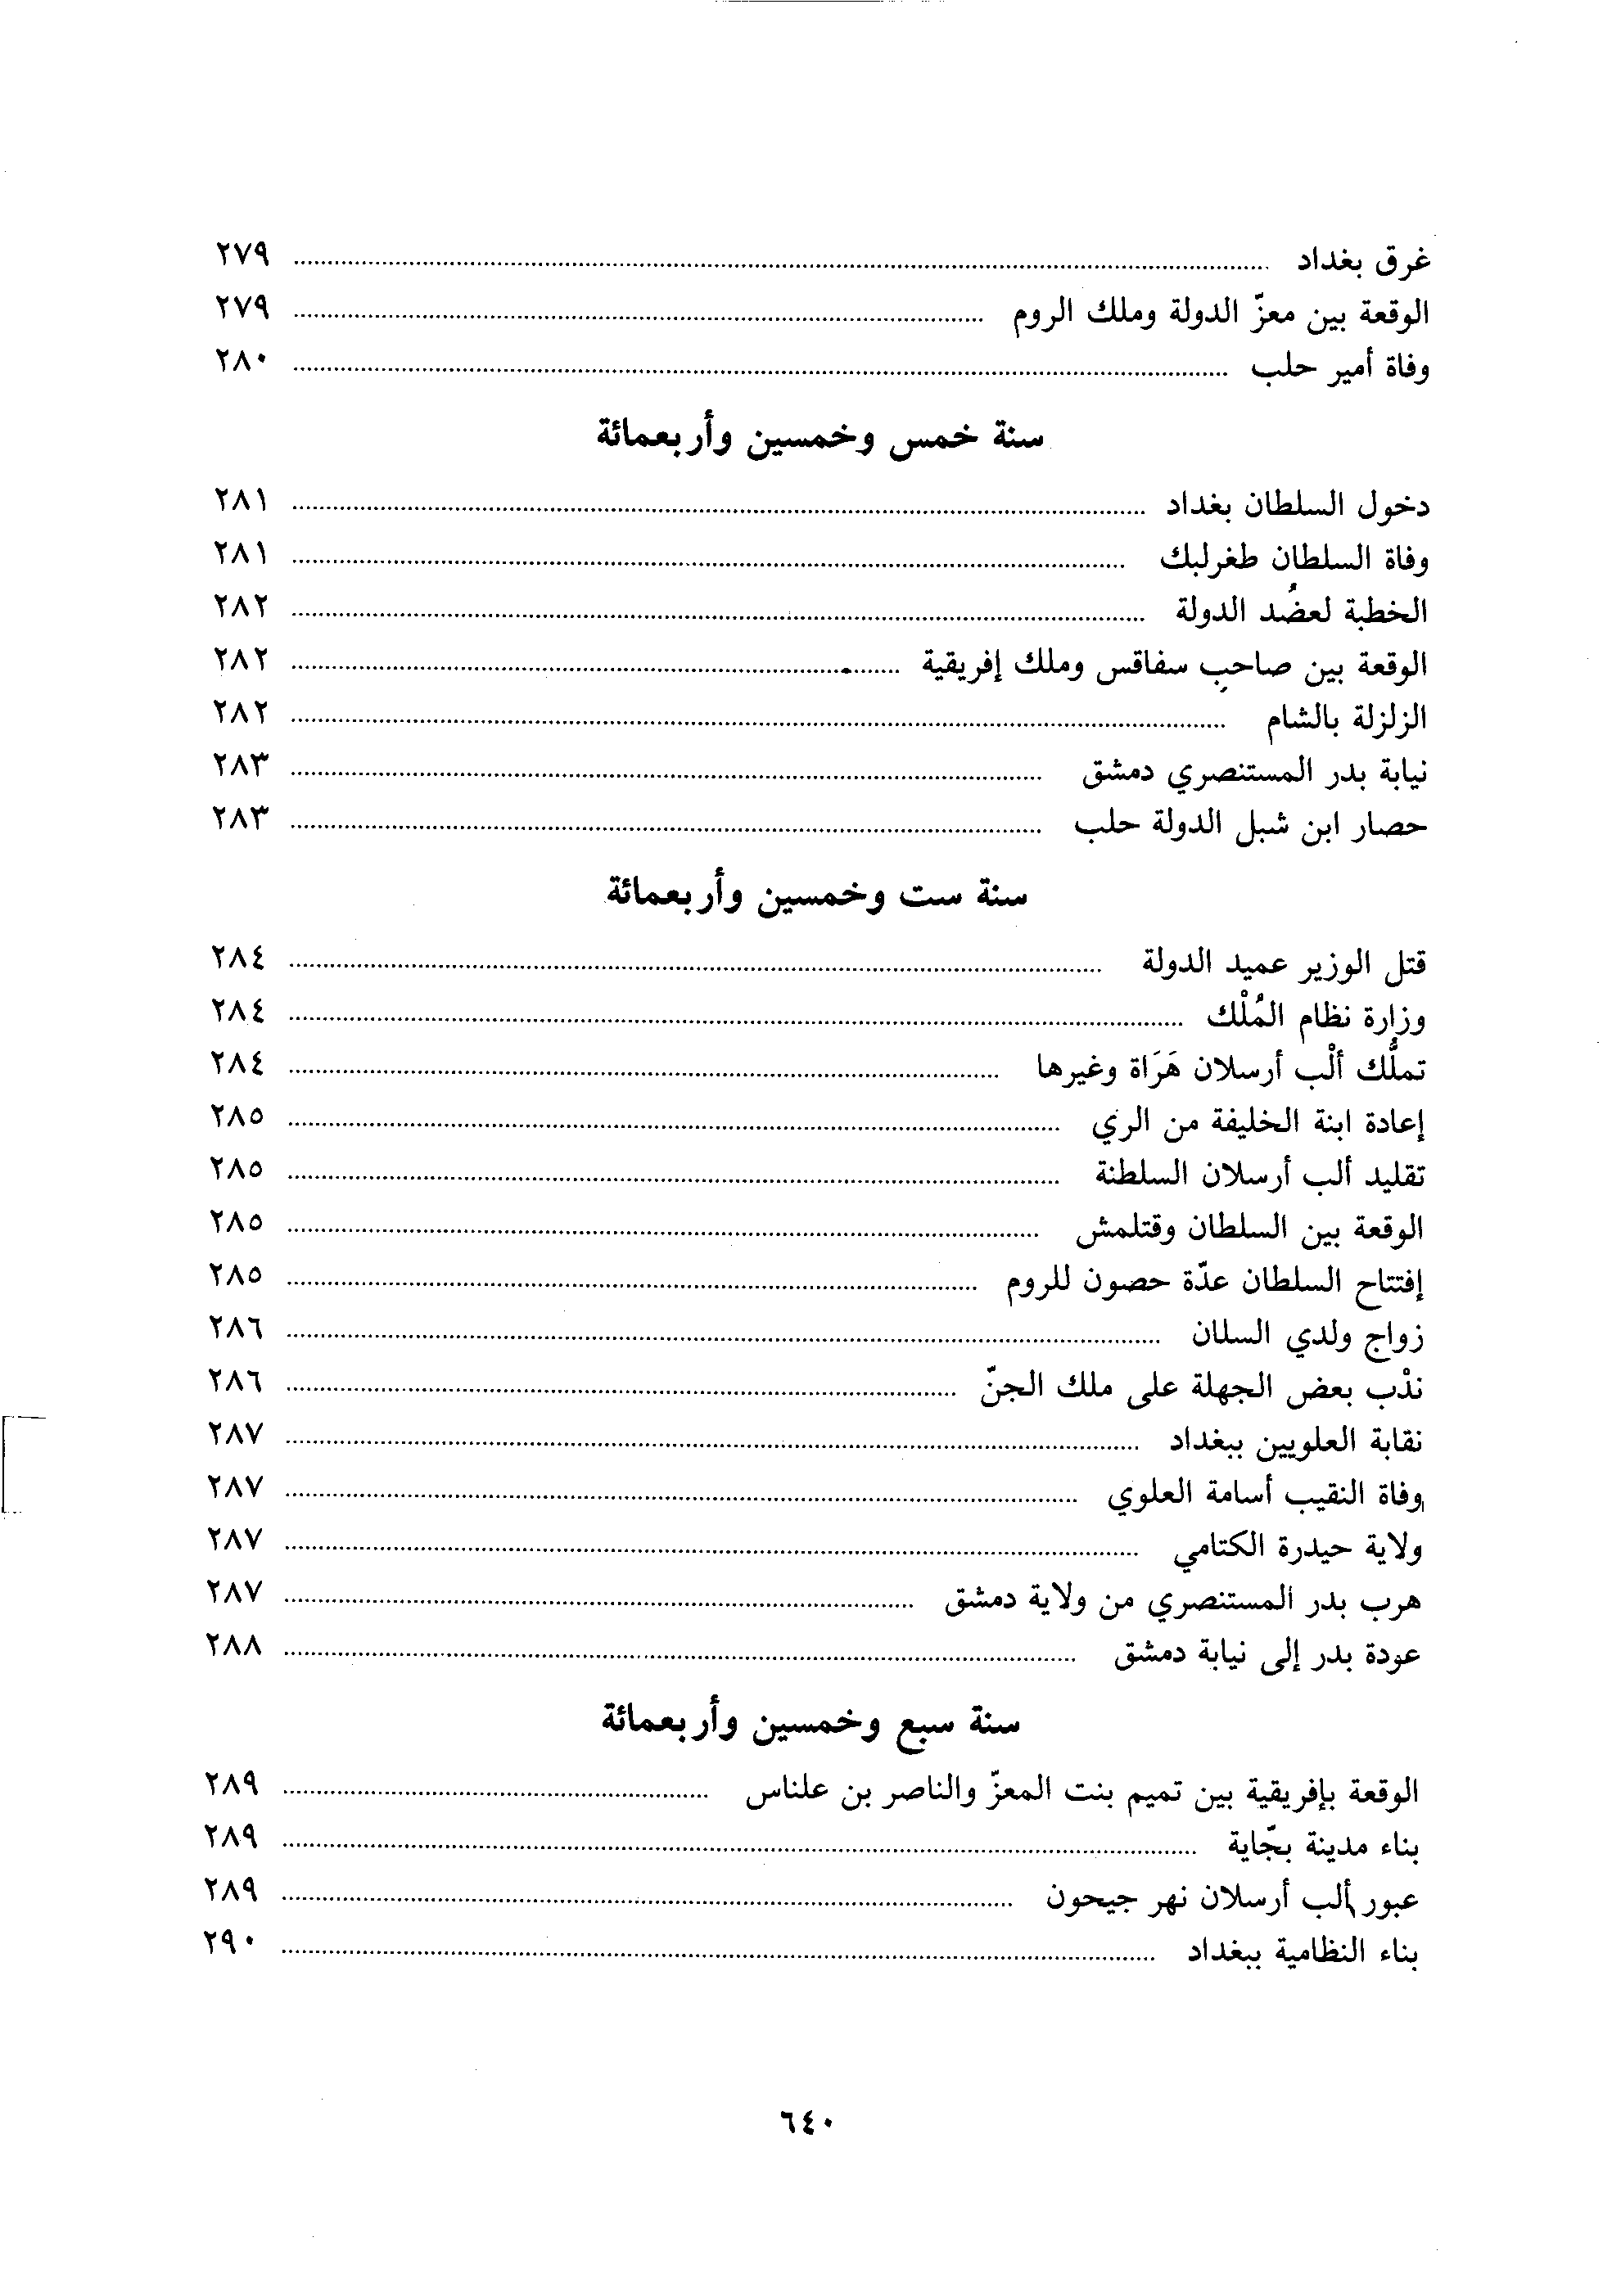 غرق بغداد ........ ٢٧٩
الوقعة بين معزّ الدولة وملك الروم ........ ٢٧٩
وفاة أمير حلب ........ ٢٨٠
سنة خمس وخمسين وأربعمائة
دخول السلطان بغداد ........ ٢٨١
وفاة السلطان طغرلبك ........ ٢٨١
الخطبة لعضُد الدولة ........ ٢٨٢
الوقعة بين صاحب سفاقس وملك إفريقية ........ ٢٨٢
الزلزلة بالشام ........ ٢٨٢
نيابة بدر المستنصري دمشق ........ ٢٨٣
حصار ابن شبل الدولة حلب ........ ٢٨٣
سنة ست وخمسين وأربعمائة
قتل الوزير عميد الدولة ........ ٢٨٤
وزارة نظام المُلْك ........ ٢٨٤
تملُّك ألْب أرسلان هَرَاة وغيرها ........ ٢٨٤
إعادة ابنة الخليفة من الري ........ ٢٨٥
تقليد ألب أرسلان السلطنة ........ ٢٨٥
الوقعة بين السلطان وقتلمش ........ ٢٨٥
إفتتاح السلطان عدّة حصون للروم ........ ٢٨٥
زواج ولدي السلان ........ ٢٨٦
نذْب بعض الجهلة على ملك الجنّ ........ ٢٨٦
نقابة العلويين ببغداد ........ ٢٨٧
وفاة النقيب أسامة العلوي ........ ٢٨٧
ولاية حيدرة الكتامي ........ ٢٨٧
هرب بدر المستنصري من ولاية دمشق ........ ٢٨٧
عودة بدر إلى نيابة دمشق ........ ٢٨٨
سنة سبع وخمسين وأربعمائة
الوقعة بإفريقية بين تميم بنت المعزّ والناصر بن علناس ........ ٢٨٩
بناء مدينة بجّاية ........ ٢٨٩
عبور ألب أرسلان نهر جيحون ........ ٢٨٩
بناء النظامية ببغداد ........ ٢٩٠
٦٤٠